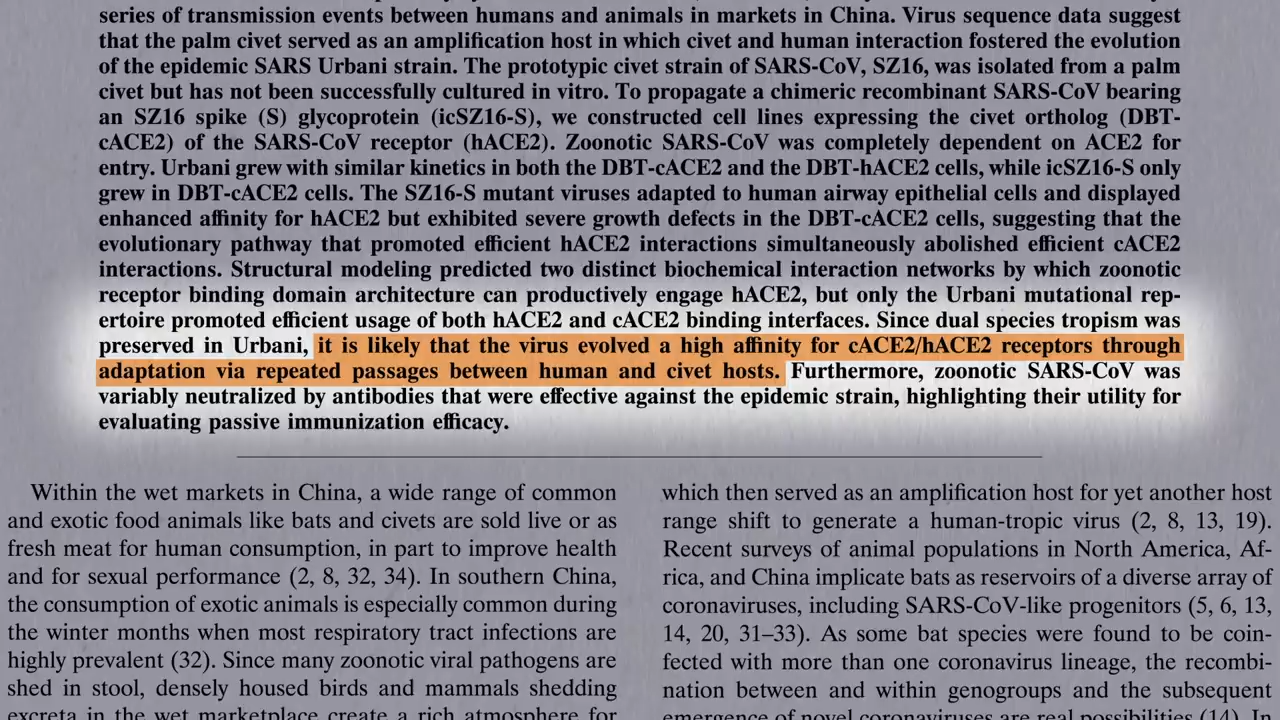 series of transmission events between humans and animals in markets in China. Virus sequence data suggest
that the palm civet served as an amplification host in which civet and human interaction fostered the evolution
of the epidemic SARS Urbani strain. The prototypic civet strain of SARS-CoV, SZ16, was isolated from a palm
civet but has not been successfully cultured in vitro. To propagate a chimeric recombinant SARS-CoV bearing
an SZ16 spike (S) glycoprotein (icSZ16-S), we constructed cell lines expressing the civet ortholog (DBT-
cACE2) of the SARS-CoV receptor (hACE2). Zoonotic SARS-CoV was completely dependent on ACE2 for
entry. Urbani grew with similar kinetics in both the DBT-cACE2 and the DBT-hACE2 cells, while icSZ16-S only
grew in DBT-cACE2 cells. The SZ16-S mutant viruses adapted to human airway epithelial cells and displayed
enhanced affinity for hACE2 but exhibited severe growth defects in the DBT-cACE2 cells, suggesting that the
evolutionary pathway that promoted efficient hACE2 interactions simultaneously abolished efficient cACE2
interactions. Structural modeling predicted two distinct biochemical interaction networks by which zoonotic
receptor binding domain architecture can productively engage hACE2, but only the Urbani mutational rep-
ertoire promoted efficient usage of both hACE2 and cACE2 binding interfaces. Since dual species tropism was
preserved in Urbani, it is likely that the virus evolved a high affinity for cACE2/hACE2 receptors through
adaptation via repeated passages between human and civet hosts. Furthermore, zoonotic SARS-CoV was
variably neutralized by antibodies that were effective against the epidemic strain, highlighting their utility for
evaluating passive immunization efficacy.
Within the wet markets in China, a wide range of common
and exotic food animals like bats and civets are sold live or as
fresh meat for human consumption, in part to improve health
and for sexual performance (2, 8, 32, 34). In southern China,
the consumption of exotic animals is especially common during
the winter months when most respiratory tract infections are
highly prevalent (32). Since many zoonotic viral pathogens are
shed in stool, densely housed birds and mammals shedding
excreta in the wet marketplace create a rich atmosphere for
which then served as an amplification host for yet another host
range shift to generate a human-tropic virus (2, 8, 13, 19).
Recent surveys of animal populations in North America, Af-
rica, and China implicate bats as reservoirs of a diverse array of
coronaviruses, including SARS-CoV-like progenitors (5, 6, 13,
14, 20, 31–33). As some bat species were found to be coin-
fected with more than one coronavirus lineage, the recombi-
nation between and within genogroups and the subsequent
emergence of novel coronaviruses are real possibilities (14). In